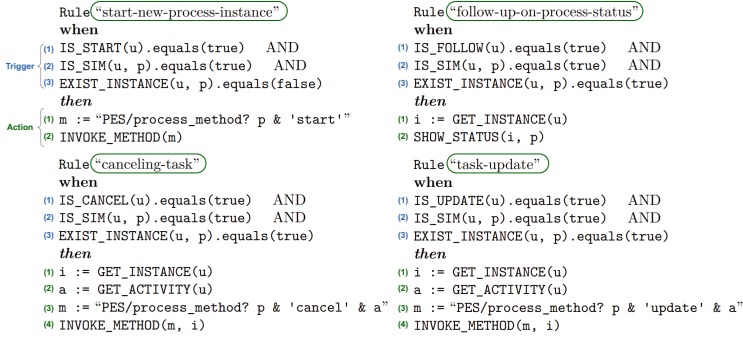 Rule “start-new-process-instance”
when
Trigger
(1) IS_START(u).equals(true) AND
(2) IS_SIM(u, p).equals(true) AND
(3) EXIST_INSTANCE(u, p).equals(false)
then
Action
(1) m := “PES/process_method? p & 'start'”
(2) INVOKE_METHOD(m)
Rule “follow-up-on-process-status”
when
(1) IS_FOLLOW(u).equals(true) AND
(2) IS_SIM(u, p).equals(true) AND
(3) EXIST_INSTANCE(u, p).equals(true)
then
(1) i := GET_INSTANCE(u)
(2) SHOW_STATUS(i, p)
Rule “canceling-task”
when
(1) IS_CANCEL(u).equals(true) AND
(2) IS_SIM(u, p).equals(true) AND
(3) EXIST_INSTANCE(u, p).equals(true)
then
(1) i := GET_INSTANCE(u)
(2) a := GET_ACTIVITY(u)
(3) m := “PES/process_method? p & 'cancel' & a”
(4) INVOKE_METHOD(m, i)
Rule “task-update”
when
(1) IS_UPDATE(u).equals(true) AND
(2) IS_SIM(u, p).equals(true) AND
(3) EXIST_INSTANCE(u, p).equals(true)
then
(1) i := GET_INSTANCE(u)
(2) a := GET_ACTIVITY(u)
(3) m := “PES/process_method? p & 'update' & a”
(4) INVOKE_METHOD(m, i)